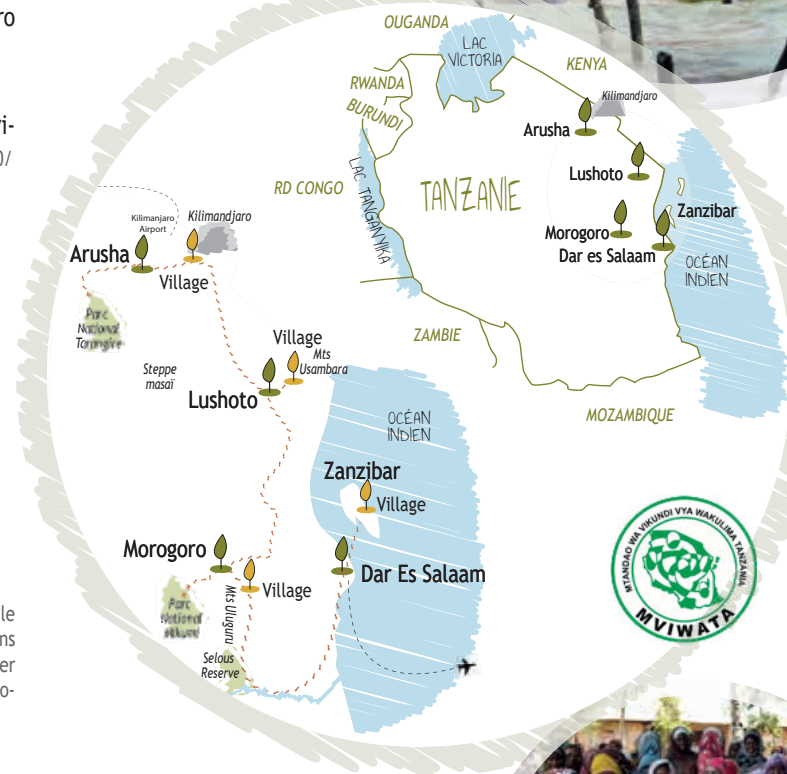 ro
vi-
0/
OUGANDA
LAC
VICTORIA
KENYA
RWANDA
BURUNDI
Kilimandjaro
Arusha
Lushoto
RD CONGO
LAC TANGANYIKA
TANZANIE
Zanzibar
Morogoro
Dar es Salaam
OCÉAN
INDIEN
ZAMBIE
MOZAMBIQUE
Kilimanjaro
Airport
Kilimandjaro
Arusha
Village
Parc
National
Tarangire
Steppe
masaï
Village
Mts
Usambara
Lushoto
OCÉAN
INDIEN
Zanzibar
Village
Morogoro
Dar Es Salaam
Village
Parc
National
Mts Uluguru
Selous
Reserve
MTANDAO WA VIKUNDI VYA WAKULIMA TANZANIA
MVIWATA
le
ns
er
o-